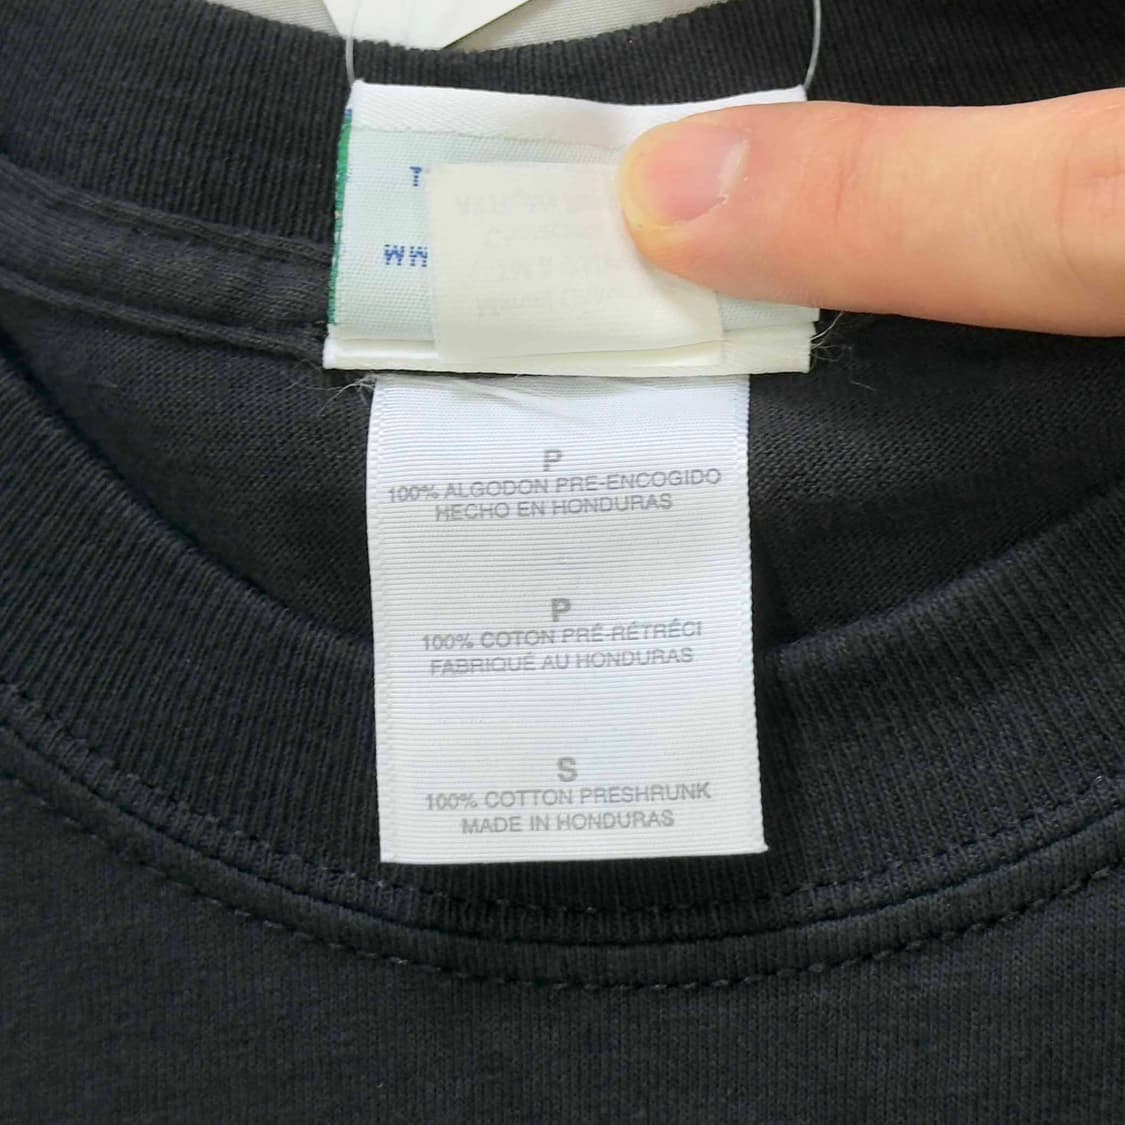 P
100% ALGODON PRE-ENCOGIDO
HECHO EN HONDURAS
P
100% COTON PRÉ-RÉTRÉCI
FABRIQUÉ AU HONDURAS
S
100% COTTON PRESHRUNK
MADE IN HONDURAS